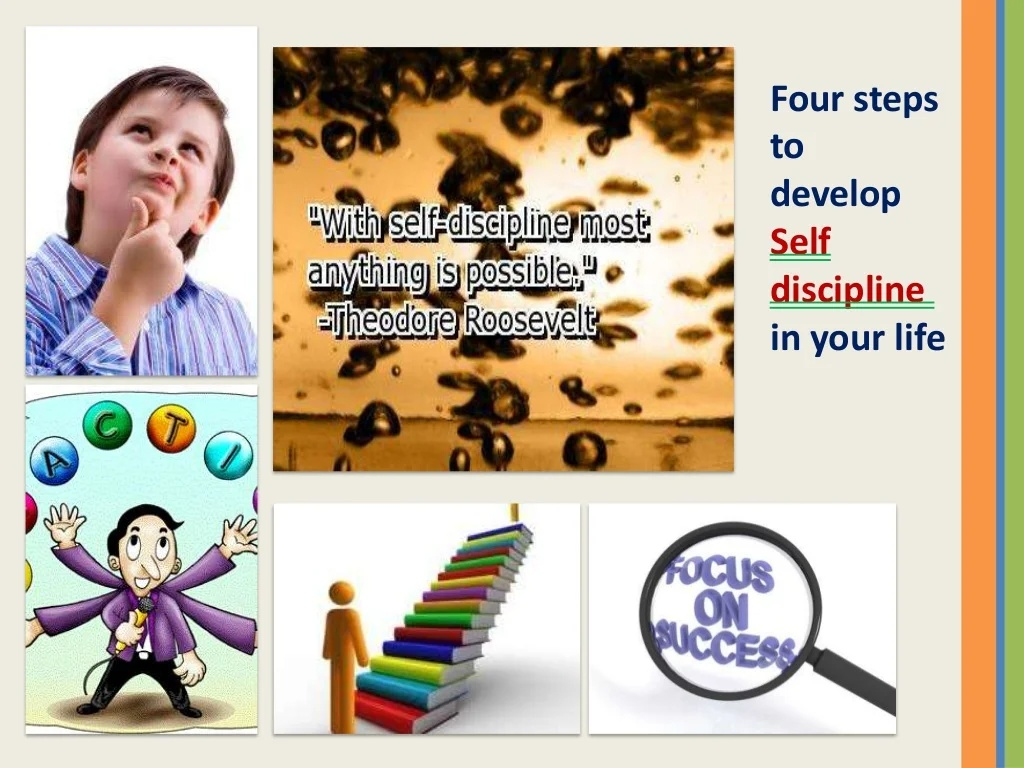 Four steps
to
develop
Self
discipline
in your life
"With self-discipline most
anything is possible."
-Theodore Roosevelt
A C T I
FOCUS
ON
SUCCESS